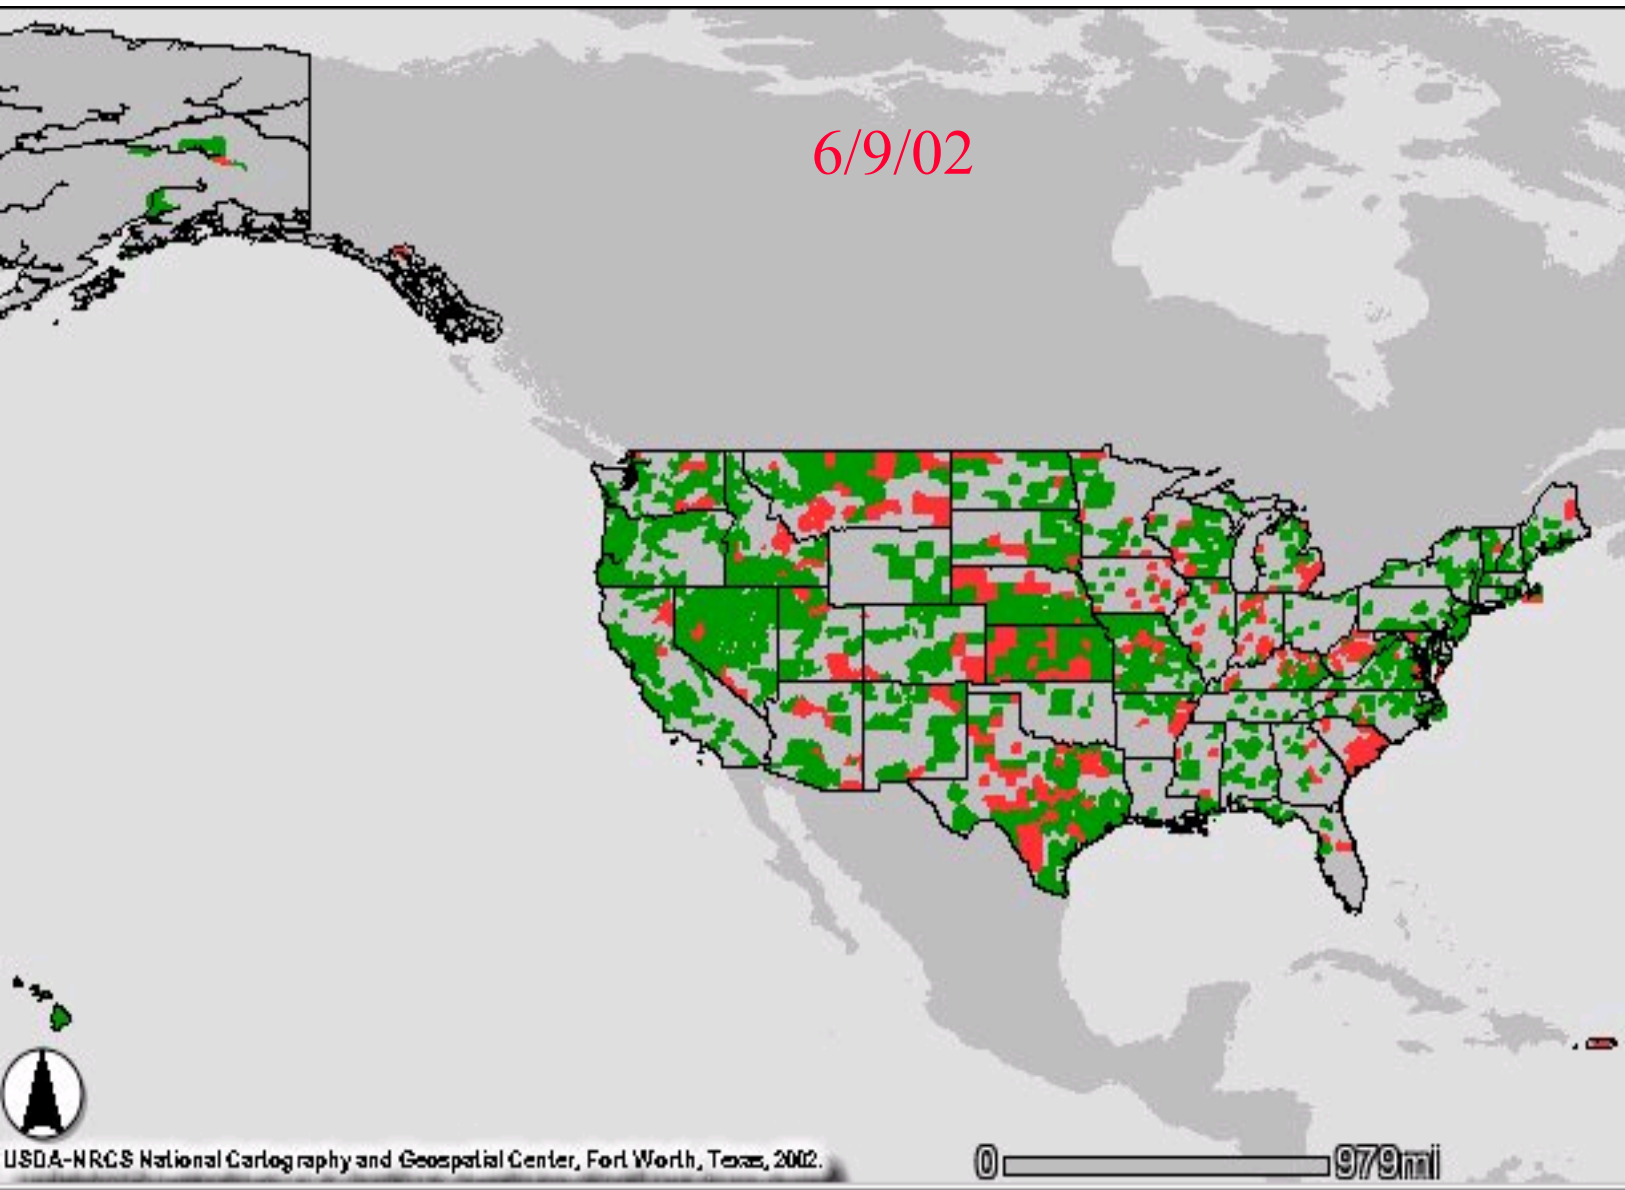 6/9/02
USDA-NRCS National Cartography and Geospatial Center, Fort Worth, Texas, 2002.
0 979mi